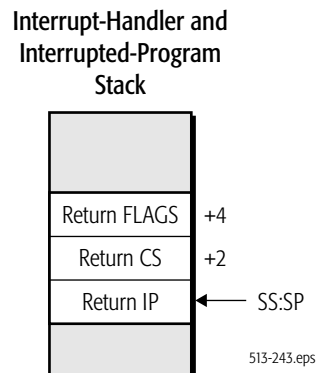 Interrupt-Handler and
Interrupted-Program
Stack
Return FLAGS +4
Return CS +2
Return IP SS:SP
513-243.eps